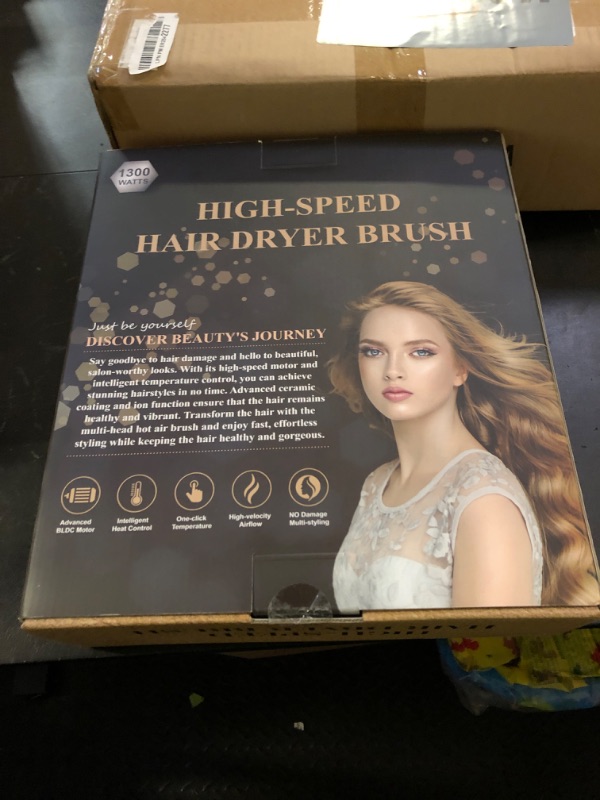 1300
WATTS
HIGH-SPEED
HAIR DRYER BRUSH
Just be yourself
DISCOVER BEAUTY'S JOURNEY
Say goodbye to hair damage and hello to beautiful,
salon-worthy looks. With its high-speed motor and
intelligent temperature control, you can achieve
stunning hairstyles in no time. Advanced ceramic
coating and ion function ensure that the hair remains
healthy and vibrant. Transform the hair with the
multi-head hot air brush and enjoy fast, effortless
styling while keeping the hair healthy and gorgeous.
Advanced
BLDC Motor
Intelligent
Heat Control
One-click
Temperature
High-velocity
Airflow
NO Damage
Multi-styling